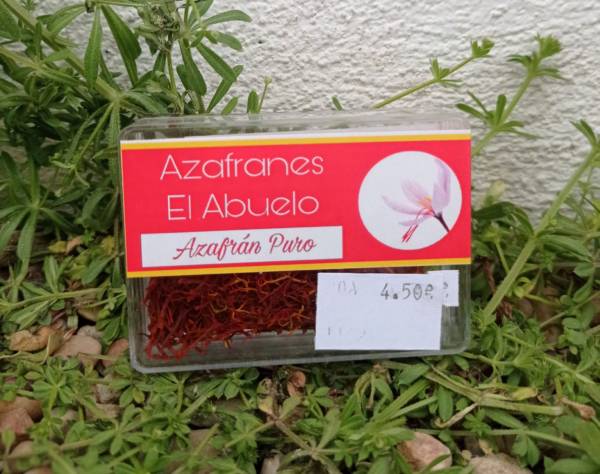 Azafranes
El Abuelo
Azafrán Puro
4.50€